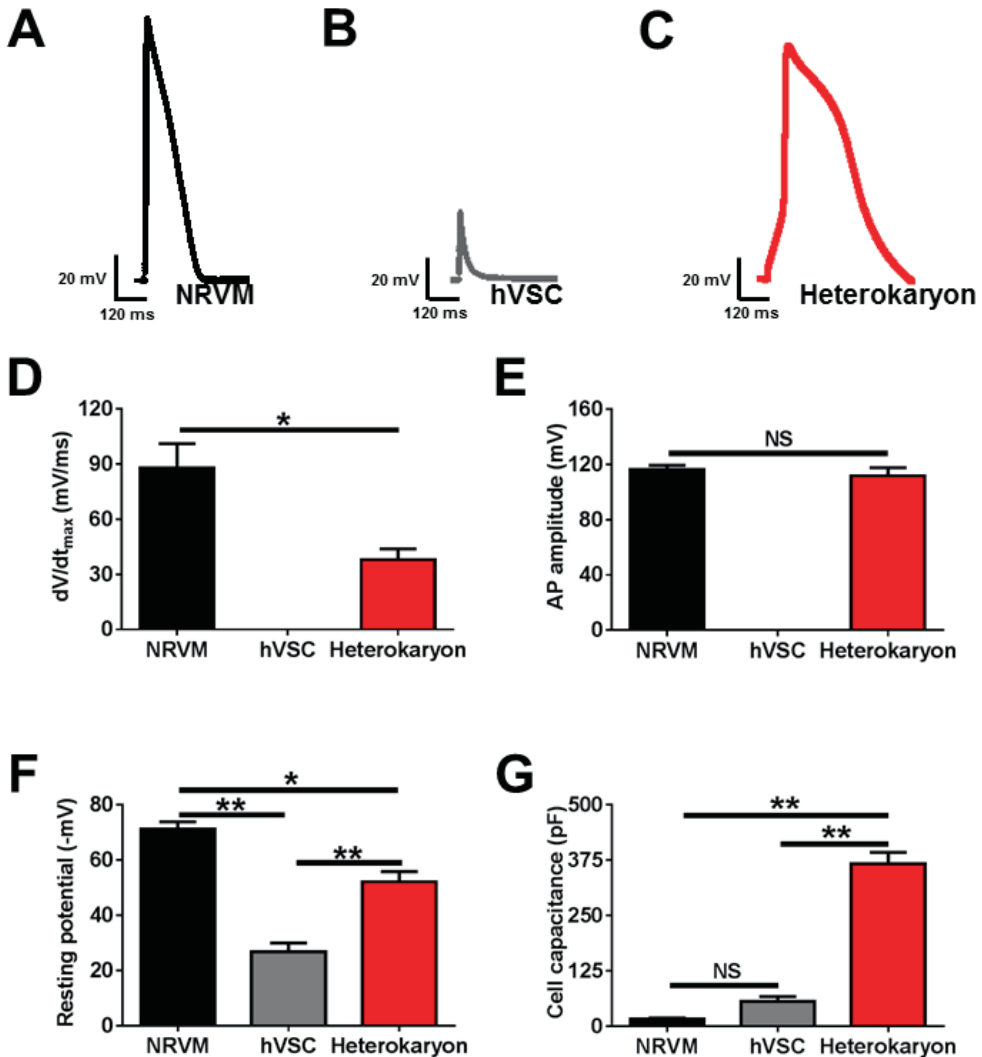 A
B
C
20 mV
120 ms
NRVM
20 mV
120 ms
hVSC
20 mV
120 ms
Heterokaryon
D
dV/dtmax (mV/ms)
120
90
60
30
0
*
NRVM
hVSC
Heterokaryon
E
AP amplitude (mV)
160
120
80
40
0
NS
NRVM
hVSC
Heterokaryon
F
Resting potential (-mV)
80
60
40
20
0
*
**
**
NRVM
hVSC
Heterokaryon
G
Cell capacitance (pF)
500
375
250
125
0
**
**
NS
NRVM
hVSC
Heterokaryon